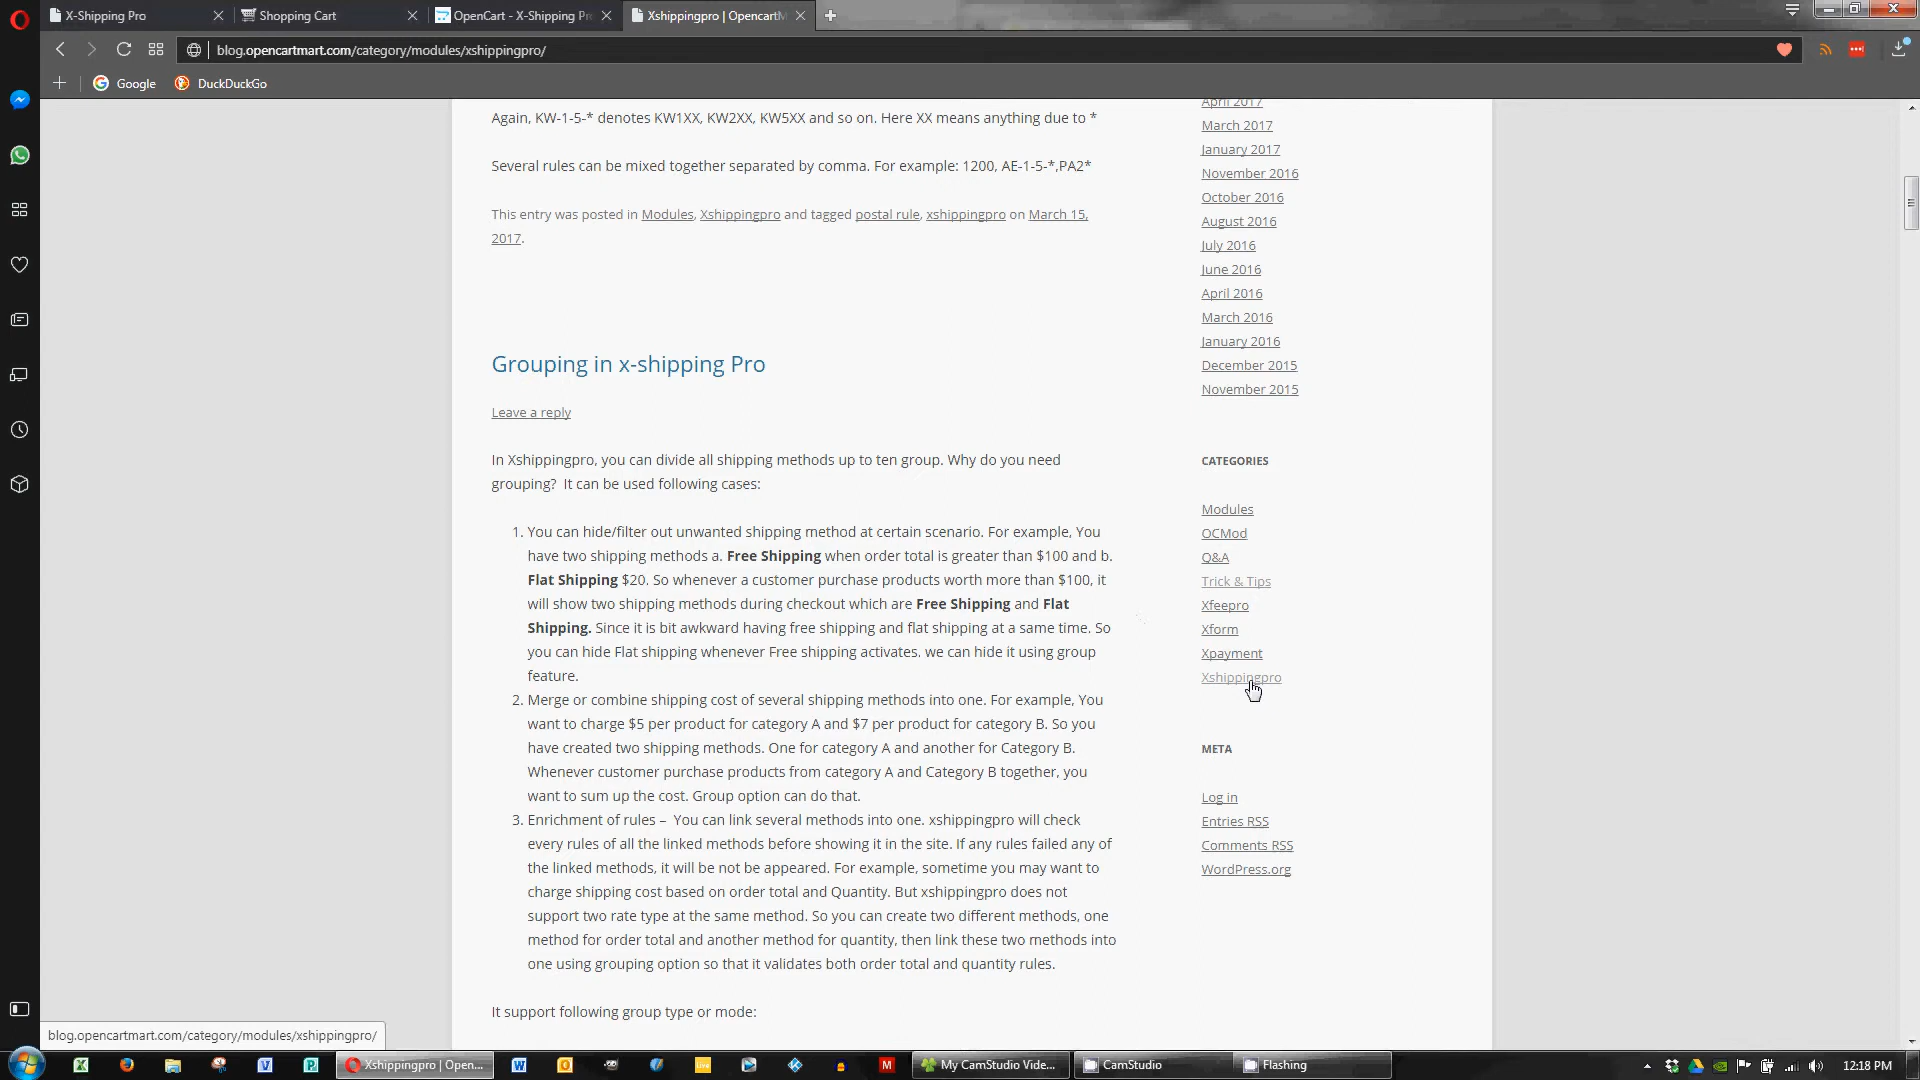 X-Shipping Pro
Shopping Cart
OpenCart - X-Shipping Pr
Xshippingpro | OpencartM
blog.opencartmart.com/category/modules/xshippingpro/
Google
DuckDuckGo
Again, KW-1-5-* denotes KW1XX, KW2XX, KW5XX and so on. Here XX means anything due to *
Several rules can be mixed together separated by comma. For example: 1200, AE-1-5-*,PA2*
This entry was posted in Modules, Xshippingpro and tagged postal rule, xshippingpro on March 15,
2017.
Grouping in x-shipping Pro
Leave a reply
In Xshippingpro, you can divide all shipping methods up to ten group. Why do you need
grouping?  It can be used following cases:
1. You can hide/filter out unwanted shipping method at certain scenario. For example, You
have two shipping methods a. Free Shipping when order total is greater than $100 and b.
Flat Shipping $20. So whenever a customer purchase products worth more than $100, it
will show two shipping methods during checkout which are Free Shipping and Flat
Shipping. Since it is bit awkward having free shipping and flat shipping at a same time. So
you can hide Flat shipping whenever Free shipping activates. we can hide it using group
feature.
2. Merge or combine shipping cost of several shipping methods into one. For example, You
want to charge $5 per product for category A and $7 per product for category B. So you
have created two shipping methods. One for category A and another for Category B.
Whenever customer purchase products from category A and Category B together, you
want to sum up the cost. Group option can do that.
3. Enrichment of rules –  You can link several methods into one. xshippingpro will check
every rules of all the linked methods before showing it in the site. If any rules failed any of
the linked methods, it will be not be appeared. For example, sometime you may want to
charge shipping cost based on order total and Quantity. But xshippingpro does not
support two rate type at the same method. So you can create two different methods, one
method for order total and another method for quantity, then link these two methods into
one using grouping option so that it validates both order total and quantity rules.
It support following group type or mode:
April 2017
March 2017
January 2017
November 2016
October 2016
August 2016
July 2016
June 2016
April 2016
March 2016
January 2016
December 2015
November 2015
CATEGORIES
Modules
OCMod
Q&A
Trick & Tips
Xfeepro
Xform
Xpayment
Xshippingpro
META
Log in
Entries RSS
Comments RSS
WordPress.org
blog.opencartmart.com/category/modules/xshippingpro/
Xshippingpro | Open...
My CamStudio Vide...
CamStudio
Flashing
12:18 PM